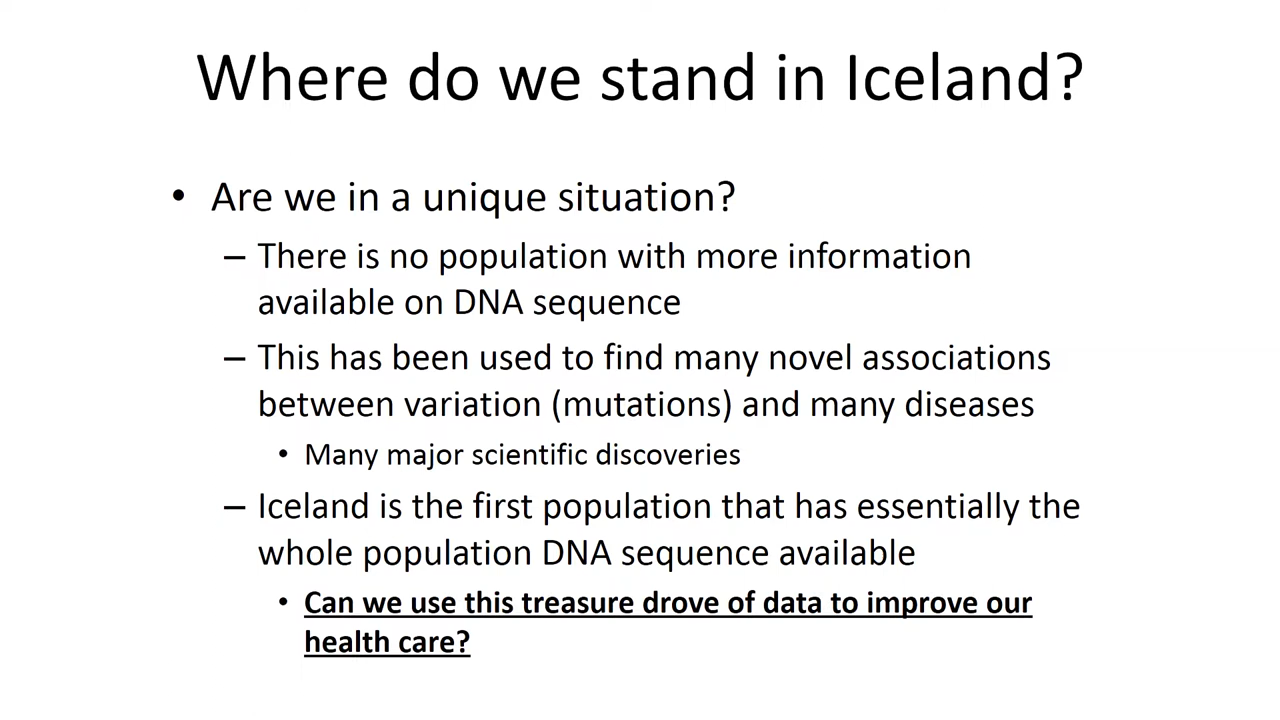 Where do we stand in Iceland?
• Are we in a unique situation?
– There is no population with more information
available on DNA sequence
– This has been used to find many novel associations
between variation (mutations) and many diseases
• Many major scientific discoveries
– Iceland is the first population that has essentially the
whole population DNA sequence available
• Can we use this treasure drove of data to improve our
health care?